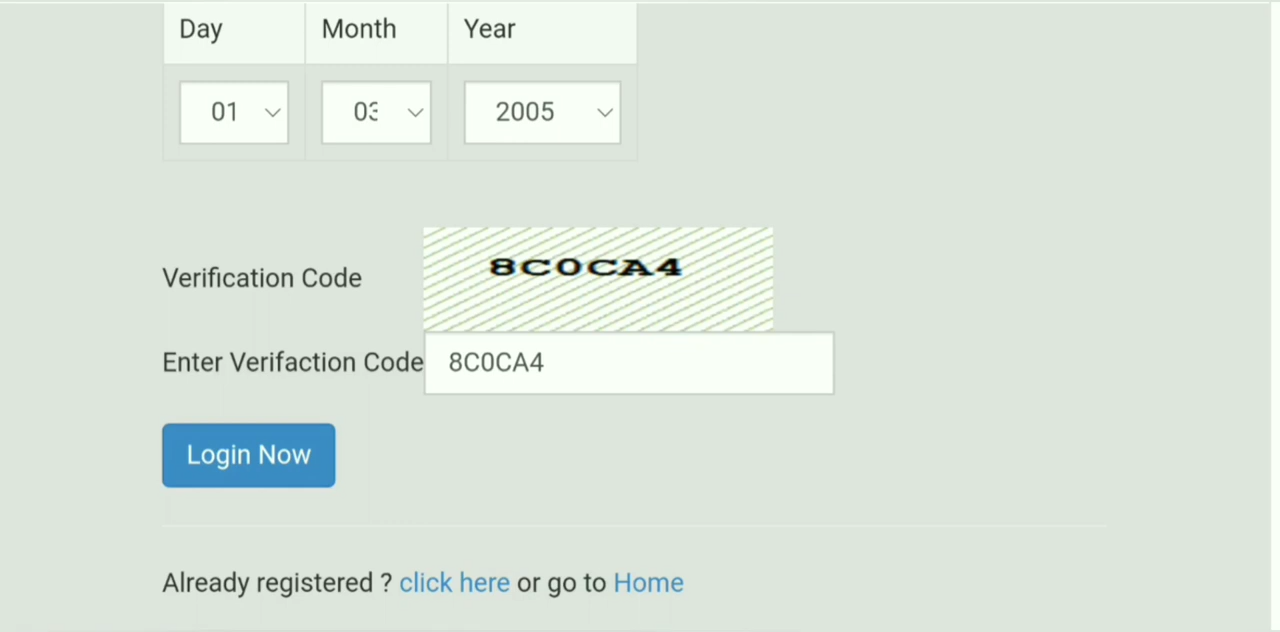 Day Month Year
01 03 2005
Verification Code 8C0CA4
Enter Verifaction Code 8C0CA4
Login Now
Already registered ? click here or go to Home